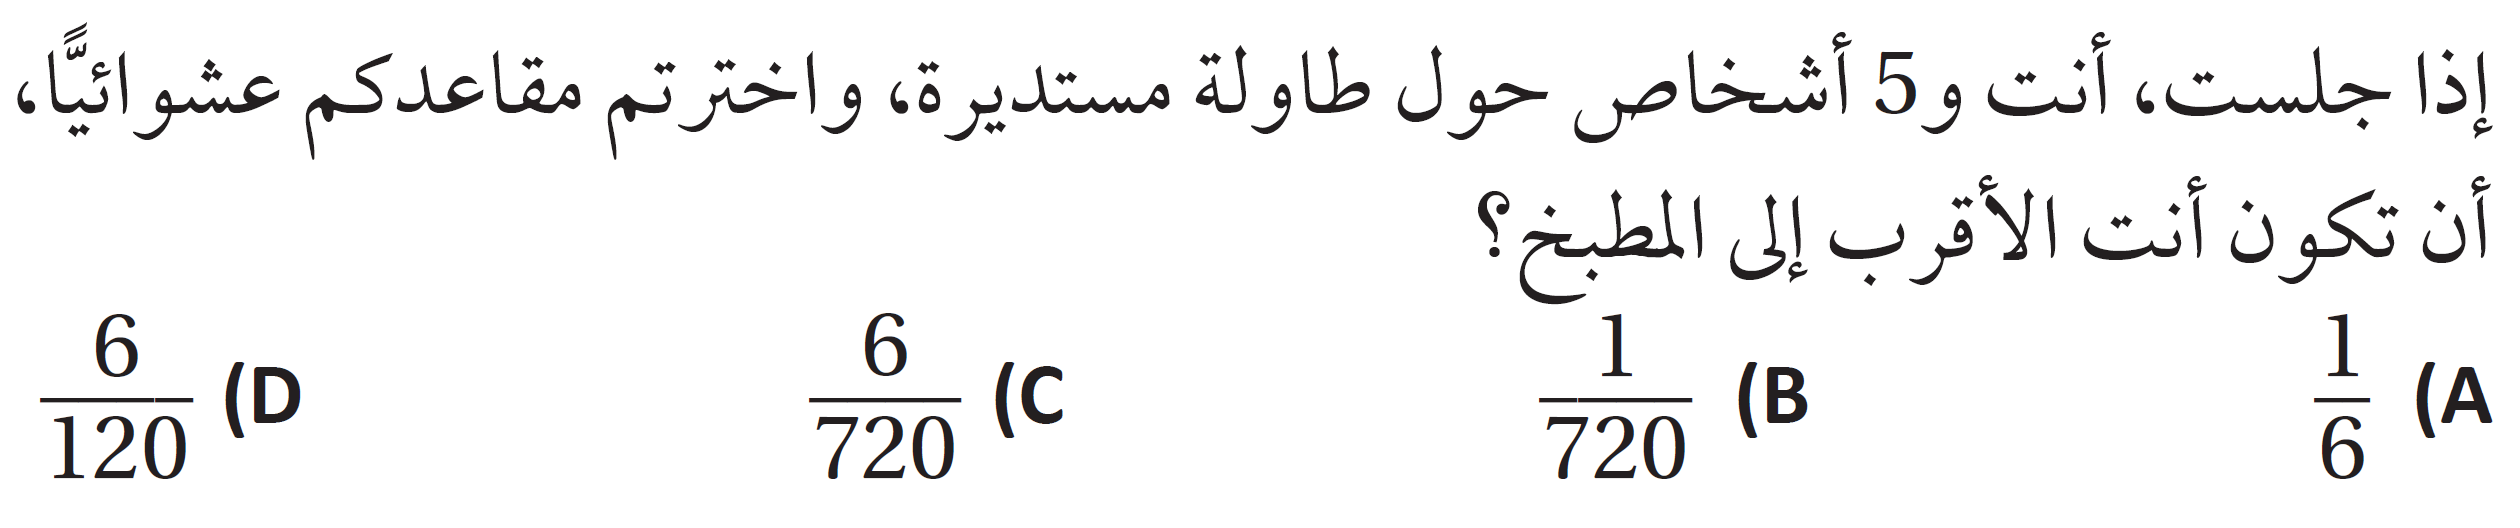 إذا جلست، أنت و5 أشخاص حول طاولة مستديرة، واخترتم مقاعدكم عشوائيًّا،
أن تكون أنت الأقرب إلى المطبخ؟
A) 1/6 B) 1/720 C) 6/720 D) 6/120